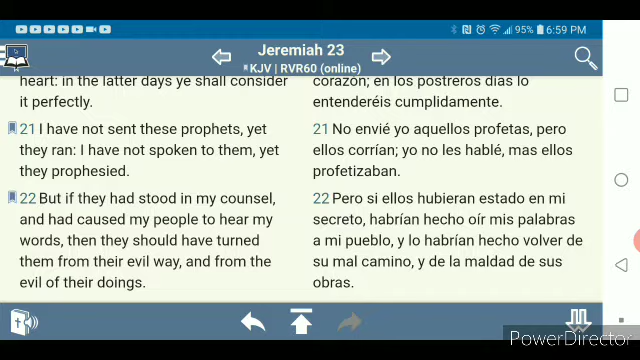 95% 6:59 PM
Jeremiah 23
KJV | RVR60 (online)
heart: in the latter days ye shall consider
it perfectly.
21 I have not sent these prophets, yet
they ran: I have not spoken to them, yet
they prophesied.
22 But if they had stood in my counsel,
and had caused my people to hear my
words, then they should have turned
them from their evil way, and from the
evil of their doings.
corazón; en los postreros días lo
entenderéis cumplidamente.
21 No envié yo aquellos profetas, pero
ellos corrían; yo no les hablé, mas ellos
profetizaban.
22 Pero si ellos hubieran estado en mi
secreto, habrían hecho oír mis palabras
a mi pueblo, y lo habrían hecho volver de
su mal camino, y de la maldad de sus
obras.
PowerDirector